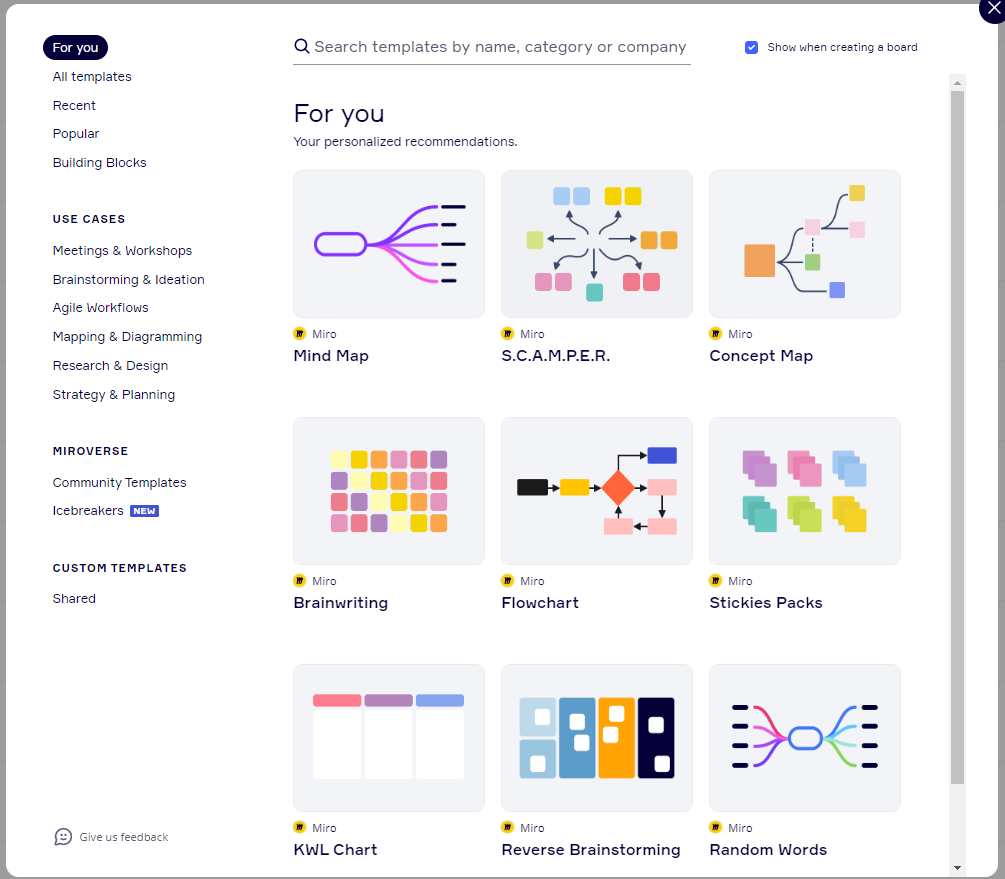 For you
All templates
Recent
Popular
Building Blocks
USE CASES
Meetings & Workshops
Brainstorming & Ideation
Agile Workflows
Mapping & Diagramming
Research & Design
Strategy & Planning
MIROVERSE
Community Templates
Icebreakers NEW
CUSTOM TEMPLATES
Shared
Give us feedback
Search templates by name, category or company
Show when creating a board
For you
Your personalized recommendations.
Miro
Mind Map
Miro
S.C.A.M.P.E.R.
Miro
Concept Map
Miro
Brainwriting
Miro
Flowchart
Miro
Stickies Packs
Miro
KWL Chart
Miro
Reverse Brainstorming
Miro
Random Words